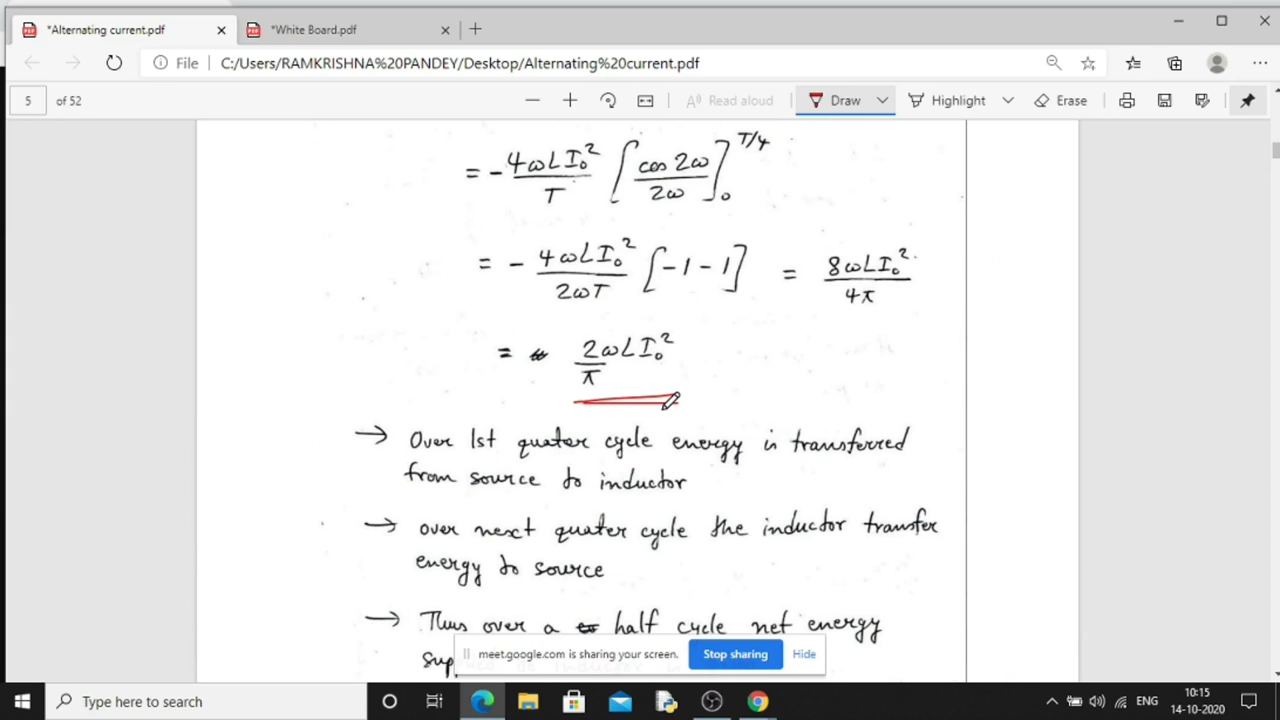 *Alternating current.pdf
*White Board.pdf
File
C:/Users/RAMKRISHNA%20PANDEY/Desktop/Alternating%20current.pdf
5 of 52
Read aloud
Draw
Highlight
Erase
= - 4ωLI₀² / T [cos 2ω / 2ω]₀^T/4
= - 4ωLI₀² / 2ωT [-1 - 1] = 8ωLI₀² / 4π
= 2ωLI₀² / π
→ Over 1st quater cycle energy is transferred
from source to inductor
→ over next quater cycle the inductor transfer
energy to source
→ Thus over a half cycle net energy
sup
meet.google.com is sharing your screen.
Stop sharing
Hide
Type here to search
ENG
10:15
14-10-2020